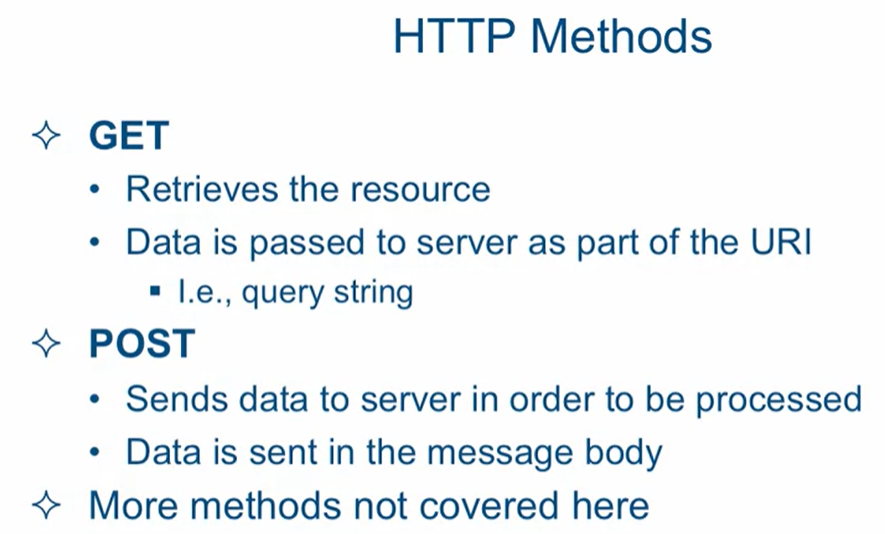 HTTP Methods
✧ GET
• Retrieves the resource
• Data is passed to server as part of the URI
▪ I.e., query string
✧ POST
• Sends data to server in order to be processed
• Data is sent in the message body
✧ More methods not covered here